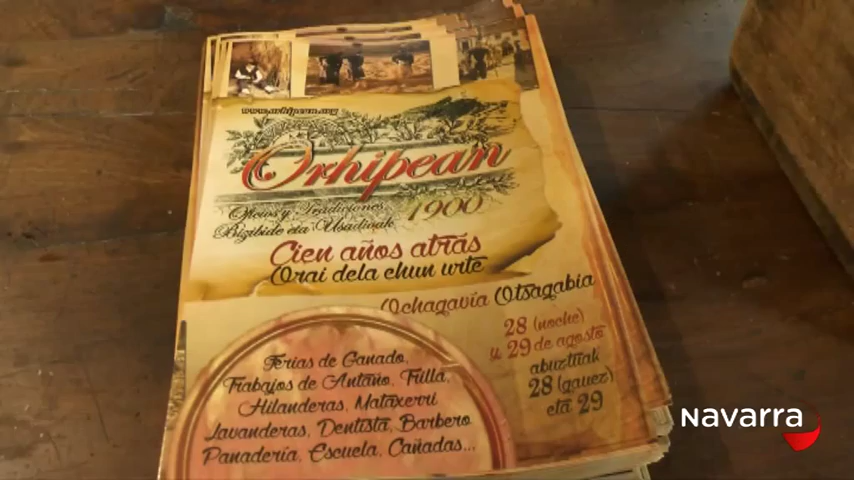 www.orhipean.org
Orhipean
Oficios y Tradiciones
Bizibide eta Usadioak 1900
Cien años atrás
Orai dela ehun urte
Ochagavía Otsagabia
28 (noche)
y 29 de agosto
abuztuak
28 (gauez)
eta 29
Ferias de Ganado,
Trabajos de Antaño, Trilla,
Hilanderas, Mataxerri
Lavanderas, Dentista, Barbero
Panadería, Escuela, Cañadas...
Navarra